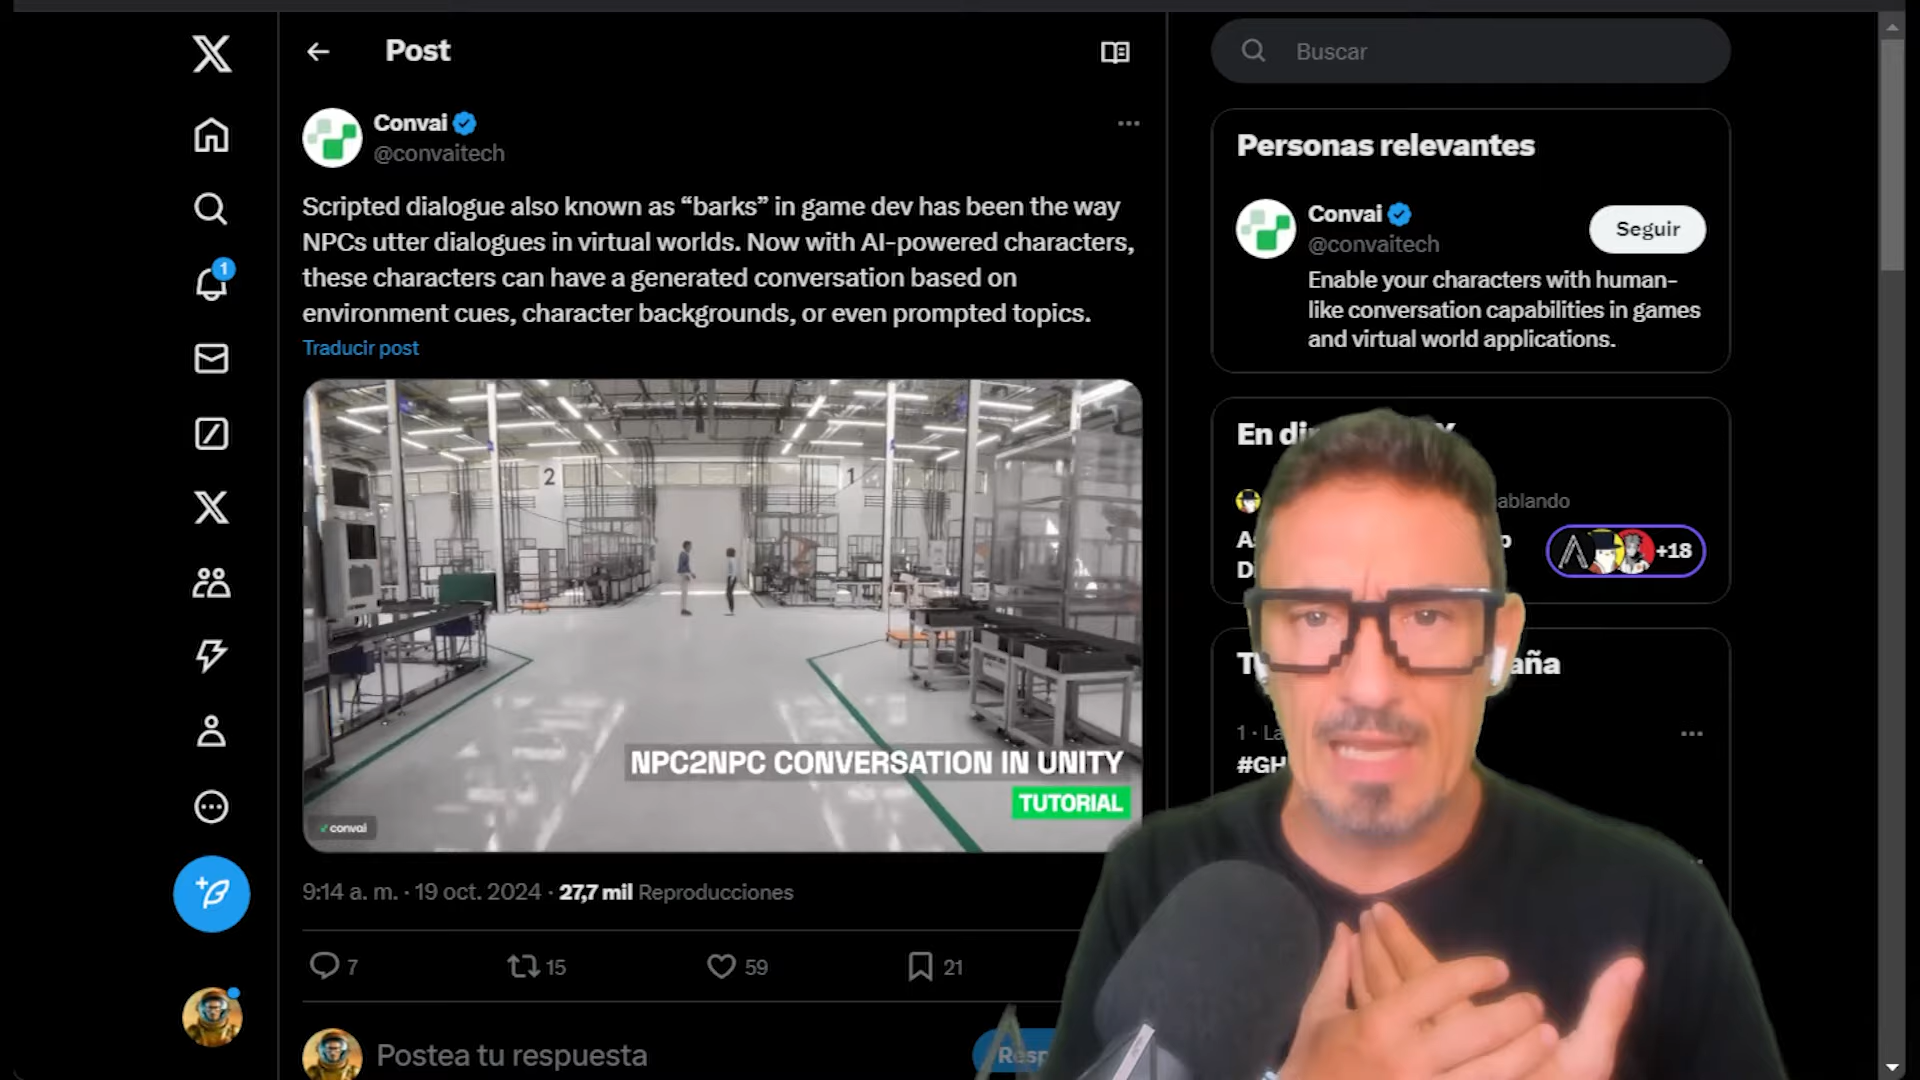 Post
Convai
@convaitech
Scripted dialogue also known as “barks” in game dev has been the way
NPCs utter dialogues in virtual worlds. Now with AI-powered characters,
these characters can have a generated conversation based on
environment cues, character backgrounds, or even prompted topics.
Traducir post
2
1
NPC2NPC CONVERSATION IN UNITY
TUTORIAL
convai
9:14 a. m. · 19 oct. 2024 · 27,7 mil Reproducciones
7
15
59
21
Postea tu respuesta
1
Buscar
Personas relevantes
Convai
@convaitech
Seguir
Enable your characters with human-
like conversation capabilities in games
and virtual world applications.
En
+18
1 ·